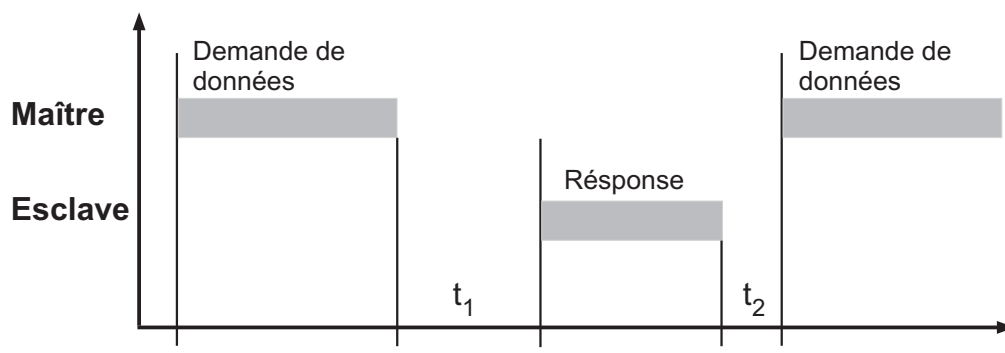 Demande de
données
Demande de
données
Maître
Résponse
Esclave
t₁
t₂